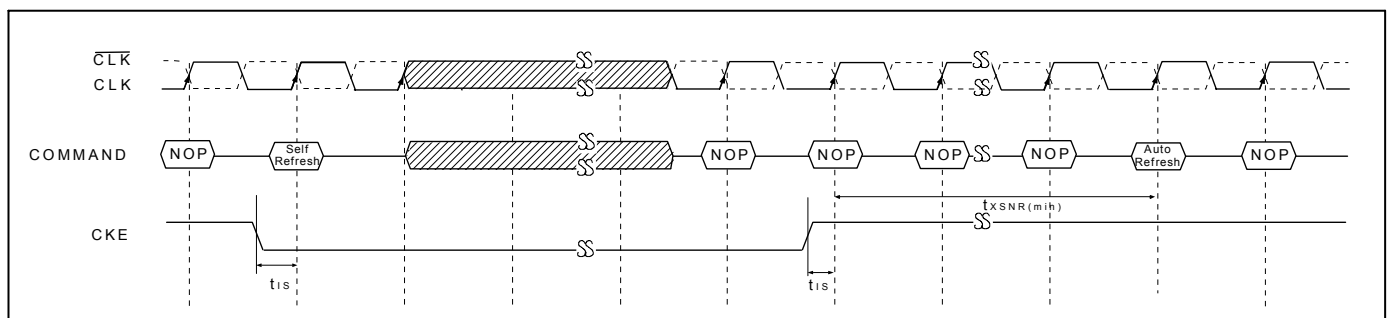 CLK
CLK
COMMAND
NOP
Self
Refresh
NOP
NOP
NOP
NOP
Auto
Refresh
NOP
tXSNR(min)
CKE
tIS
tIS